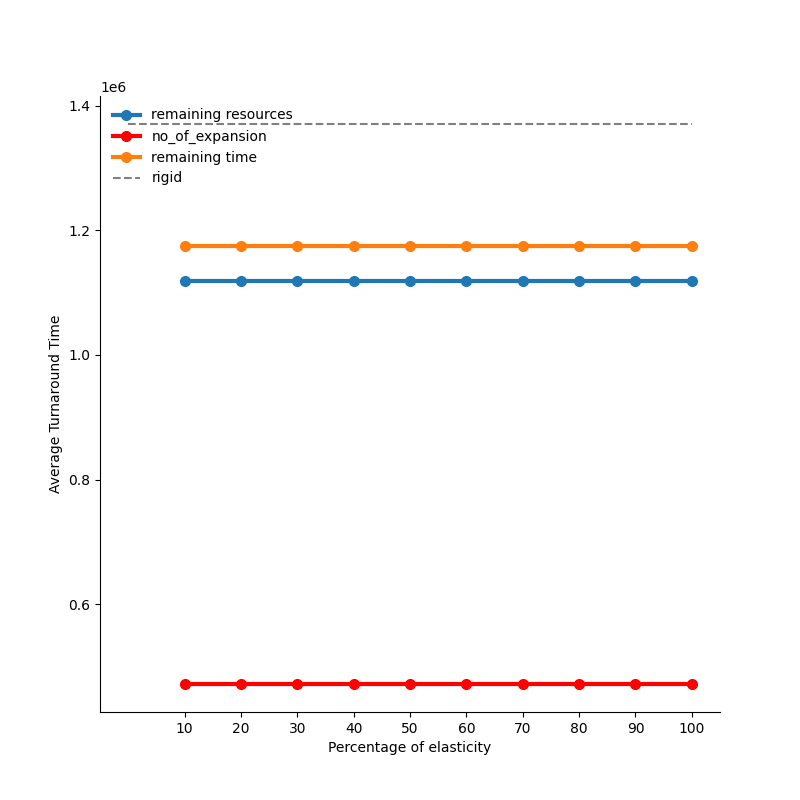 1e6
1.4
1.2
1.0
0.8
0.6
Average Turnaround Time
remaining resources
no_of_expansion
remaining time
rigid
10 20 30 40 50 60 70 80 90 100
Percentage of elasticity